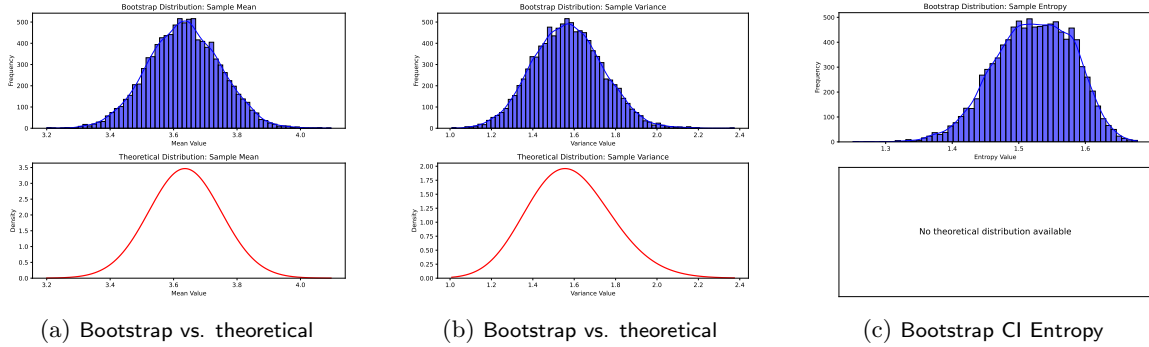 Bootstrap Distribution: Sample Mean
Frequency
500
400
300
200
100
0
3.2 3.4 3.6 3.8 4.0
Mean Value
Theoretical Distribution: Sample Mean
Density
3.5
3.0
2.5
2.0
1.5
1.0
0.5
0.0
3.2 3.4 3.6 3.8 4.0
Mean Value
(a) Bootstrap vs. theoretical
Bootstrap Distribution: Sample Variance
Frequency
500
400
300
200
100
0
1.0 1.2 1.4 1.6 1.8 2.0 2.2 2.4
Variance Value
Theoretical Distribution: Sample Variance
Density
2.00
1.75
1.50
1.25
1.00
0.75
0.50
0.25
0.00
1.0 1.2 1.4 1.6 1.8 2.0 2.2 2.4
Variance Value
(b) Bootstrap vs. theoretical
Bootstrap Distribution: Sample Entropy
Frequency
500
400
300
200
100
0
1.3 1.4 1.5 1.6
Entropy Value
No theoretical distribution available
(c) Bootstrap CI Entropy